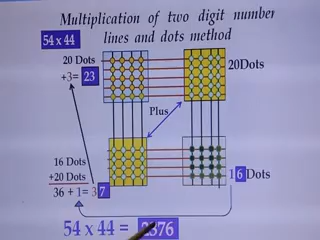 Multiplication of two digit number
lines and dots method
54 x 44
20 Dots
+3= 23
20Dots
Plus
16 Dots
+20 Dots
36 + 1= 37
16 Dots
54 x 44 = 2376